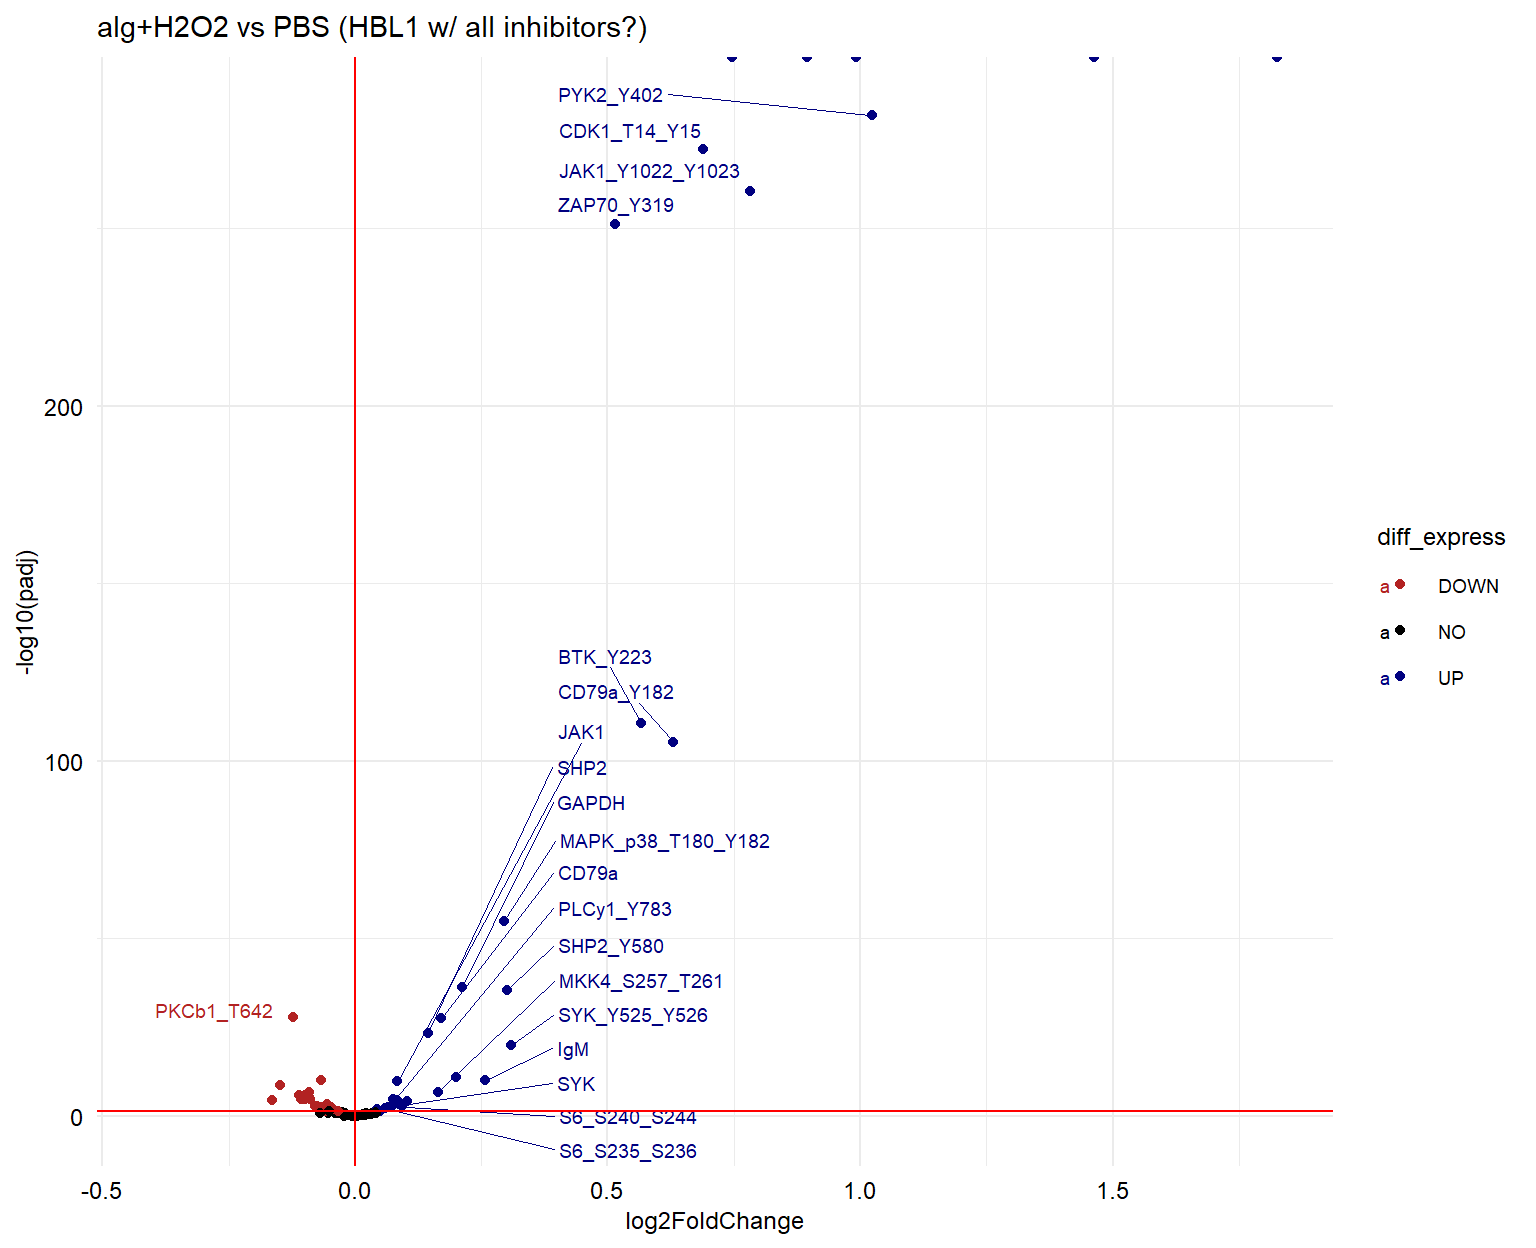 alg+H2O2 vs PBS (HBL1 w/ all inhibitors?)
PYK2_Y402
CDK1_T14_Y15
JAK1_Y1022_Y1023
ZAP70_Y319
200
BTK_Y223
CD79a_Y182
JAK1
100
SHP2
GAPDH
MAPK_p38_T180_Y182
CD79a
PLCy1_Y783
SHP2_Y580
MKK4_S257_T261
PKCb1_T642
SYK_Y525_Y526
IgM
SYK
0
S6_S240_S244
S6_S235_S236
-0.5
0.0
0.5
1.0
1.5
log2FoldChange
-log10(padj)
diff_express
a DOWN
a NO
a UP